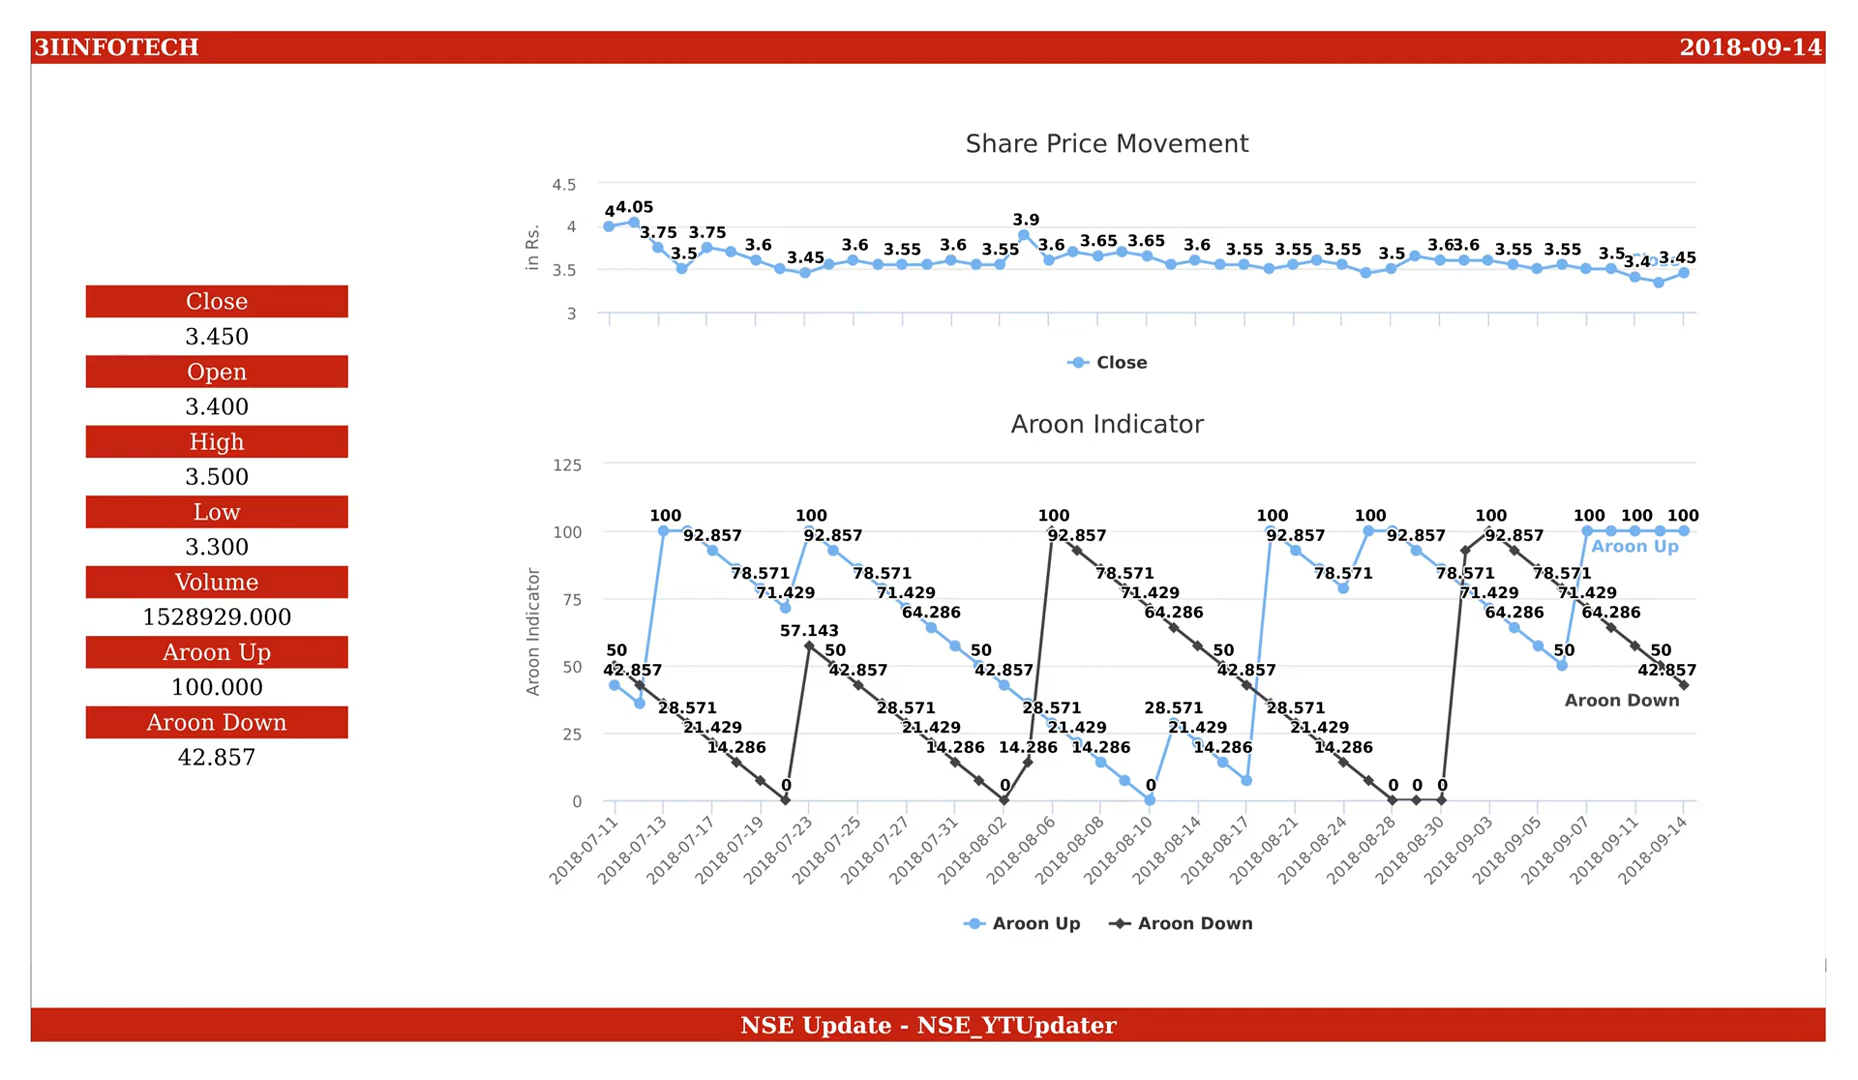 3IINFOTECH 2018-09-14
Close
3.450
Open
3.400
High
3.500
Low
3.300
Volume
1528929.000
Aroon Up
100.000
Aroon Down
42.857
Share Price Movement
in Rs.
4.5
4
3.5
3
4 4.05 3.75 3.5 3.75 3.6 3.45 3.6 3.55 3.6 3.55 3.9 3.6 3.65 3.65 3.6 3.55 3.55 3.55 3.5 3.6 3.6 3.55 3.55 3.5 3.4 3.45
Close
Aroon Indicator
Aroon Indicator
125
100
75
50
25
0
100 100 100 100 100 100 100 100 100
92.857 92.857 92.857 92.857 92.857 92.857
Aroon Up
78.571 78.571 78.571 78.571 78.571 78.571
71.429 71.429 71.429 71.429 71.429
64.286 64.286 64.286 64.286
57.143
50 50 50 50 50 50
42.857 42.857 42.857 42.857 42.857
Aroon Down
28.571 28.571 28.571 28.571 28.571
21.429 21.429 21.429 21.429 21.429
14.286 14.286 14.286 14.286 14.286 14.286
0 0 0 0 0 0
2018-07-11 2018-07-13 2018-07-17 2018-07-19 2018-07-23 2018-07-25 2018-07-27 2018-07-31 2018-08-02 2018-08-06 2018-08-08 2018-08-10 2018-08-14 2018-08-17 2018-08-21 2018-08-24 2018-08-28 2018-08-30 2018-09-03 2018-09-05 2018-09-07 2018-09-11 2018-09-14
Aroon Up Aroon Down
NSE Update - NSE_YTUpdater